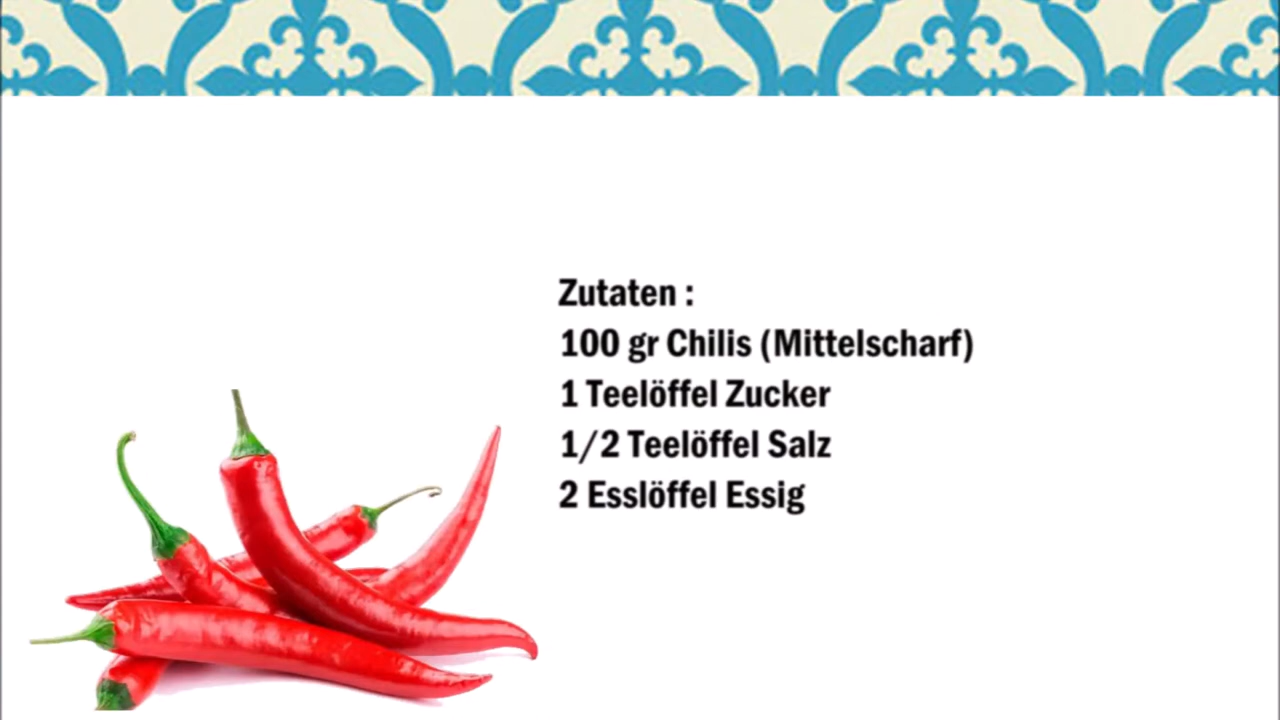 Zutaten :
100 gr Chilis (Mittelscharf)
1 Teelöffel Zucker
1/2 Teelöffel Salz
2 Esslöffel Essig